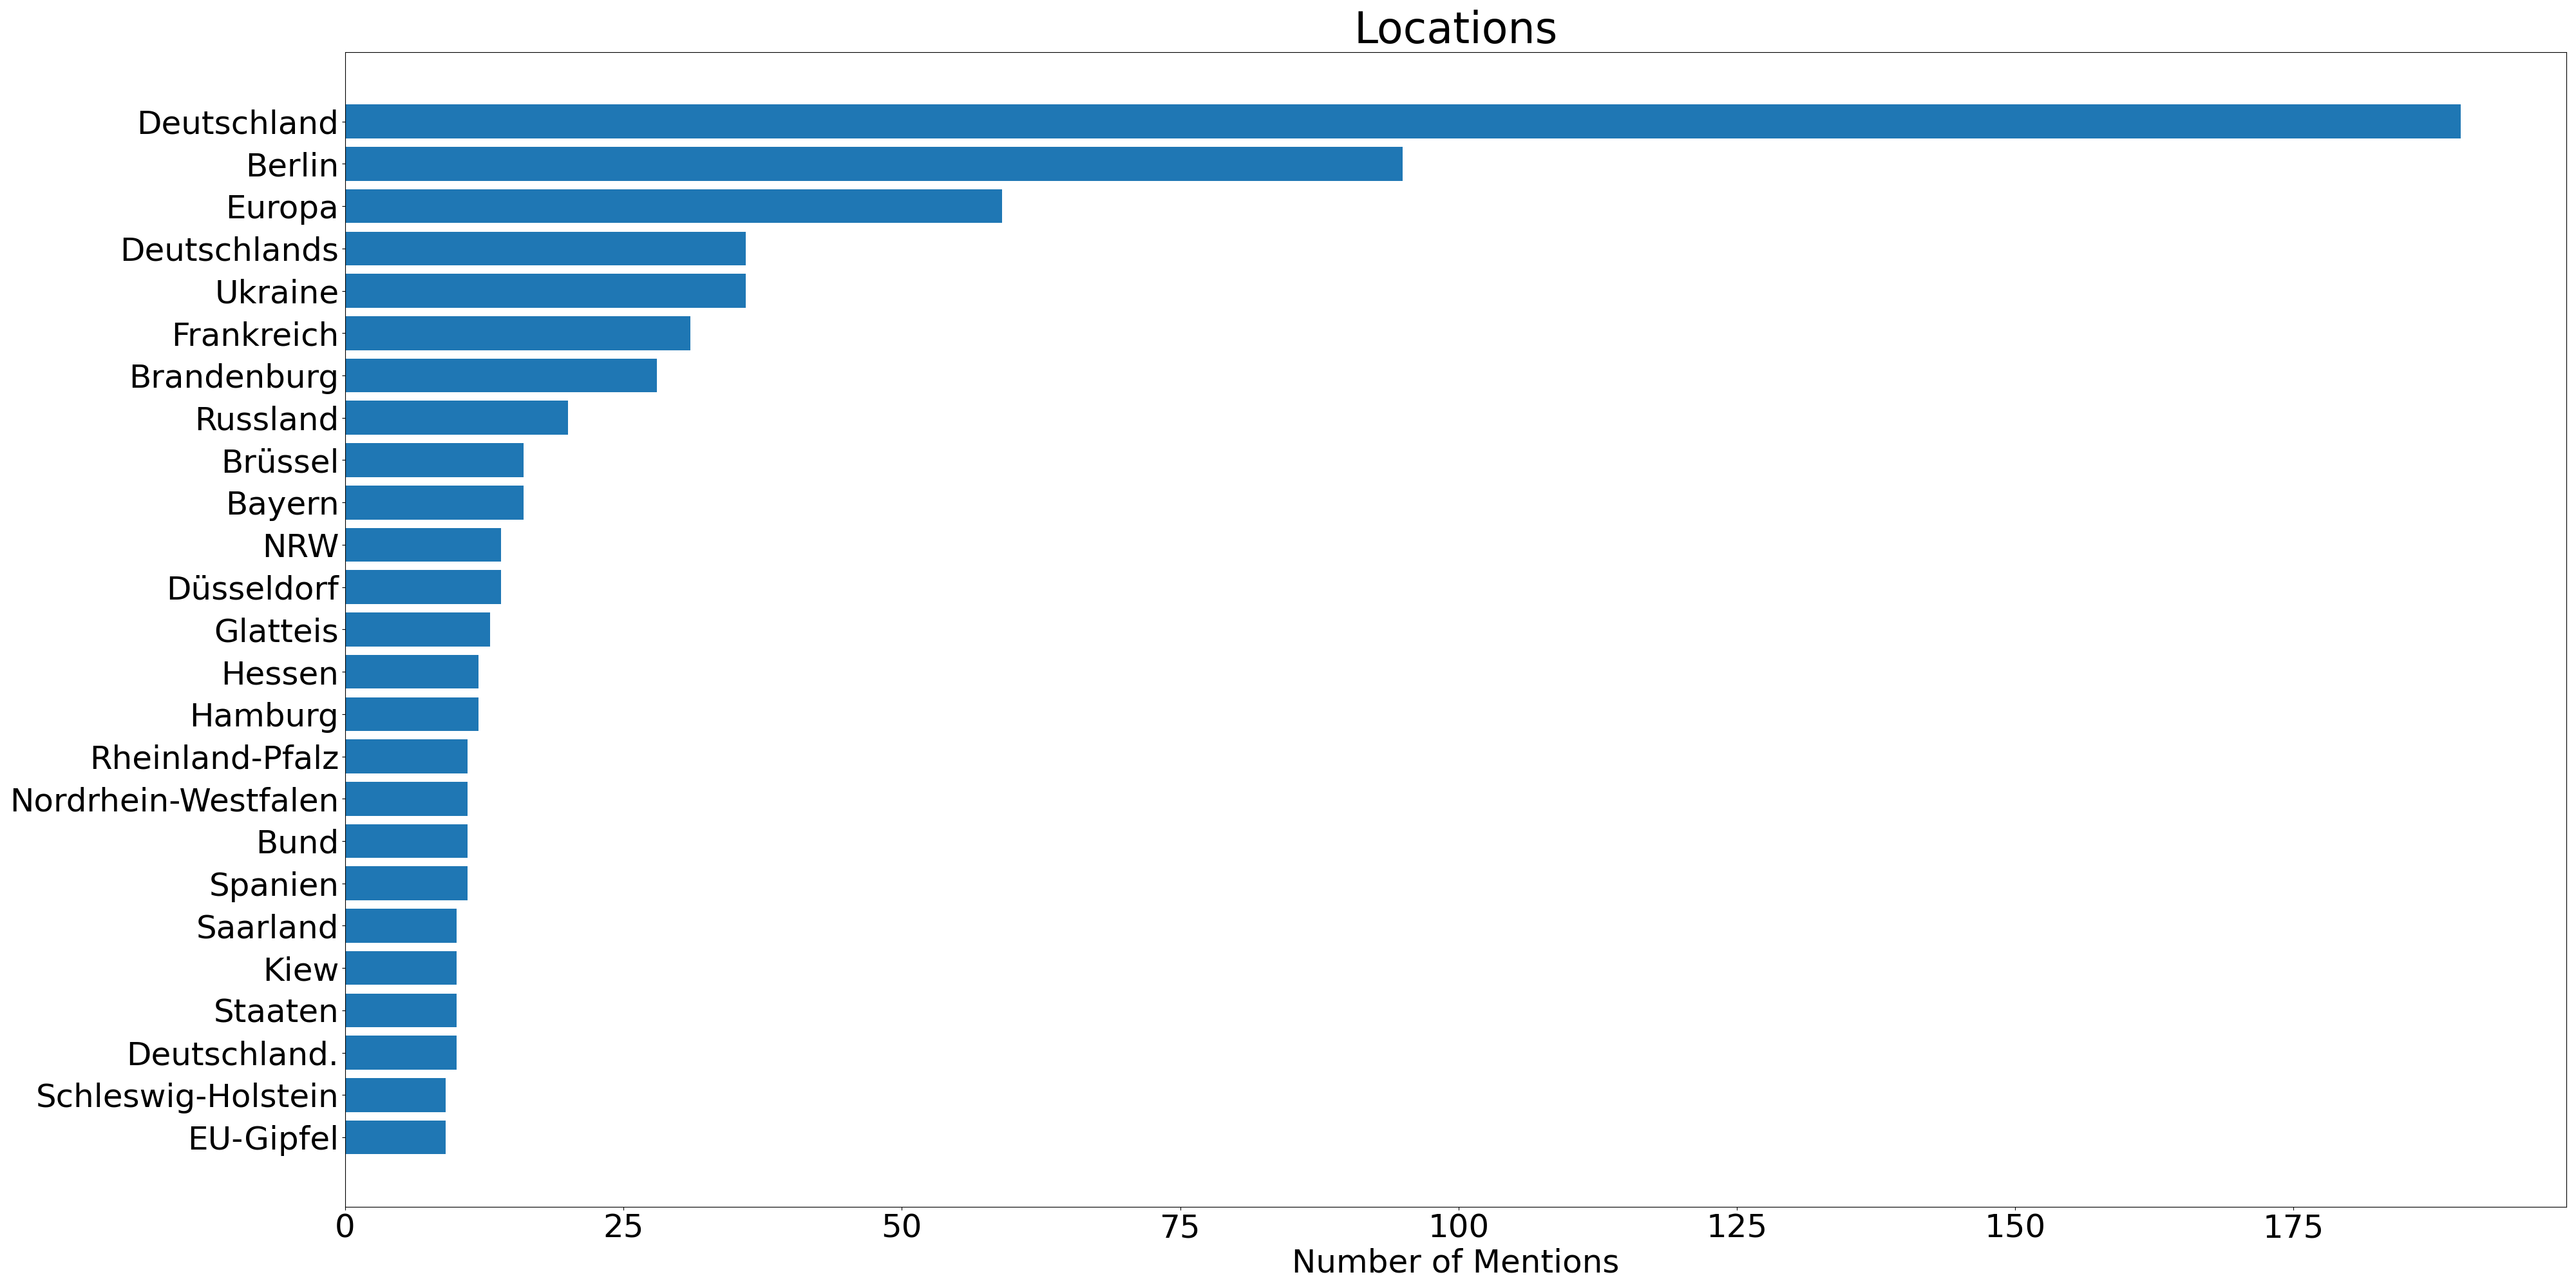 Locations
Deutschland
Berlin
Europa
Deutschlands
Ukraine
Frankreich
Brandenburg
Russland
Brüssel
Bayern
NRW
Düsseldorf
Glatteis
Hessen
Hamburg
Rheinland-Pfalz
Nordrhein-Westfalen
Bund
Spanien
Saarland
Kiew
Staaten
Deutschland.
Schleswig-Holstein
EU-Gipfel
0 25 50 75 100 125 150 175
Number of Mentions